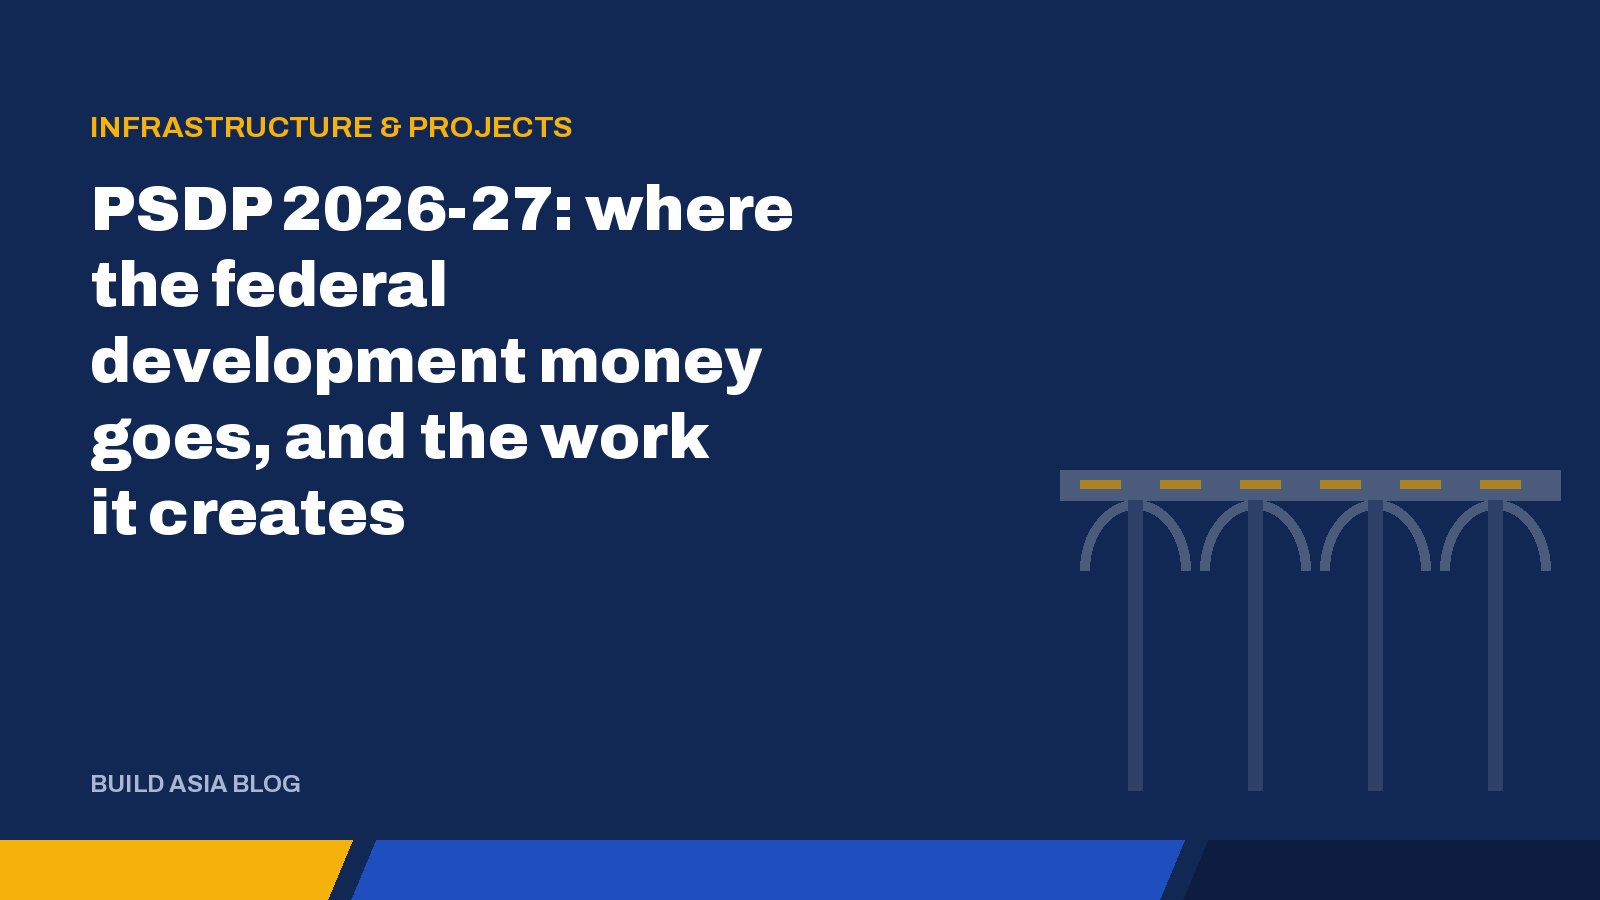 INFRASTRUCTURE & PROJECTS
PSDP 2026-27: where
the federal
development money
goes, and the work
it creates
BUILD ASIA BLOG